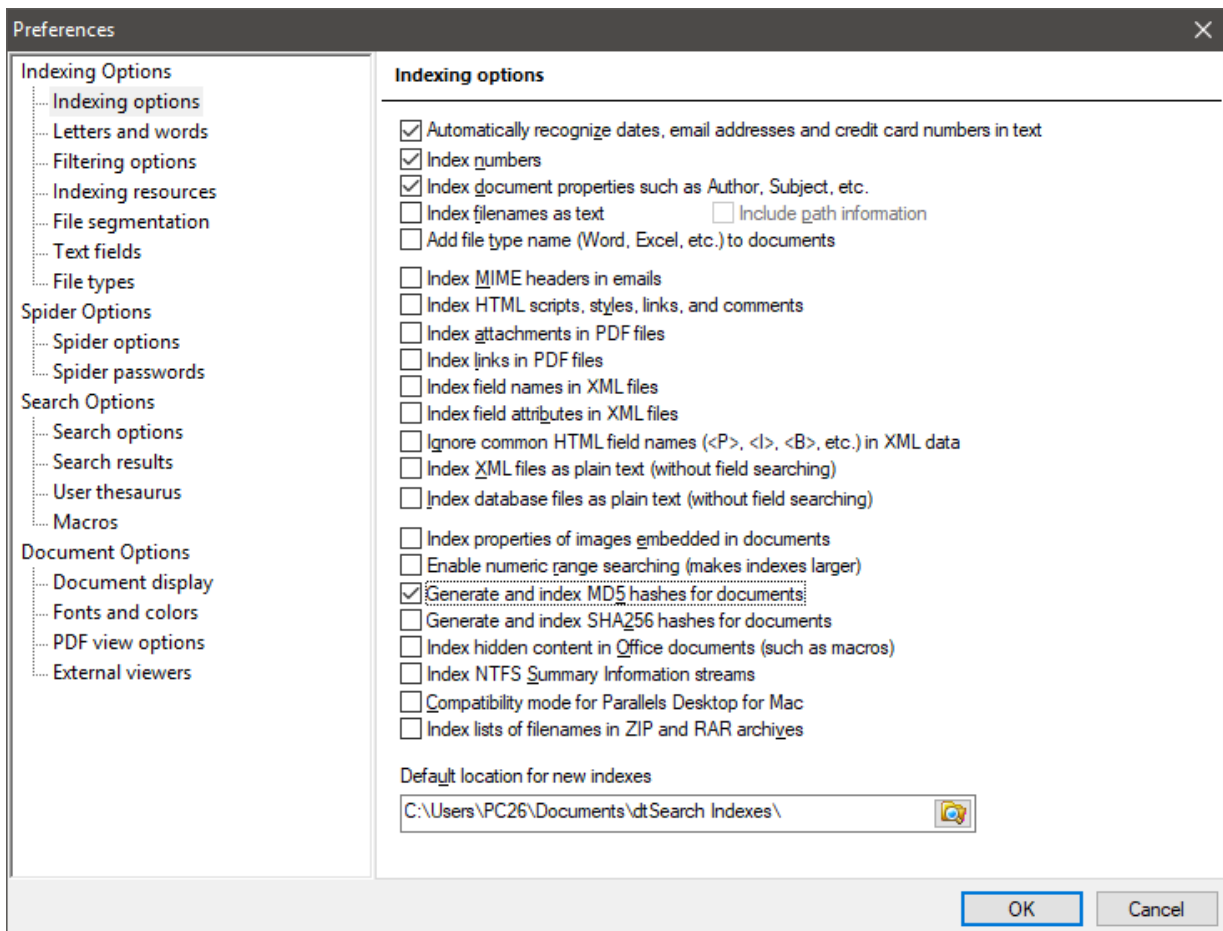 Preferences
Indexing Options
Indexing options
Letters and words
Filtering options
Indexing resources
File segmentation
Text fields
File types
Spider Options
Spider options
Spider passwords
Search Options
Search options
Search results
User thesaurus
Macros
Document Options
Document display
Fonts and colors
PDF view options
External viewers
Indexing options
Automatically recognize dates, email addresses and credit card numbers in text
Index numbers
Index document properties such as Author, Subject, etc.
Index filenames as text Include path information
Add file type name (Word, Excel, etc.) to documents
Index MIME headers in emails
Index HTML scripts, styles, links, and comments
Index attachments in PDF files
Index links in PDF files
Index field names in XML files
Index field attributes in XML files
Ignore common HTML field names (<P>, <I>, <B>, etc.) in XML data
Index XML files as plain text (without field searching)
Index database files as plain text (without field searching)
Index properties of images embedded in documents
Enable numeric range searching (makes indexes larger)
Generate and index MD5 hashes for documents
Generate and index SHA256 hashes for documents
Index hidden content in Office documents (such as macros)
Index NTFS Summary Information streams
Compatibility mode for Parallels Desktop for Mac
Index lists of filenames in ZIP and RAR archives
Default location for new indexes
C:\Users\PC26\Documents\dtSearch Indexes\
OK Cancel